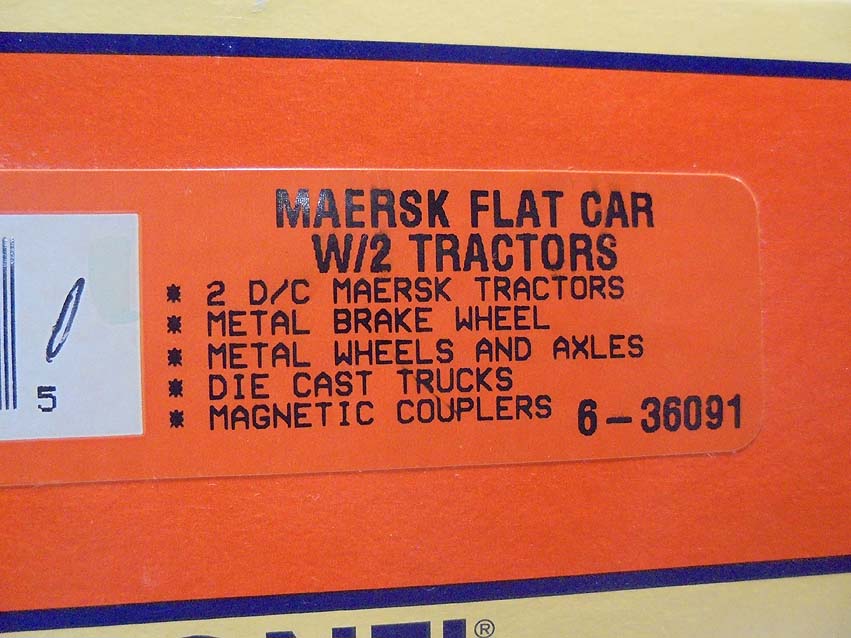 MAERSK FLAT CAR
W/2 TRACTORS
* 2 D/C MAERSK TRACTORS
* METAL BRAKE WHEEL
* METAL WHEELS AND AXLES
* DIE CAST TRUCKS
* MAGNETIC COUPLERS 6-36091
5
®